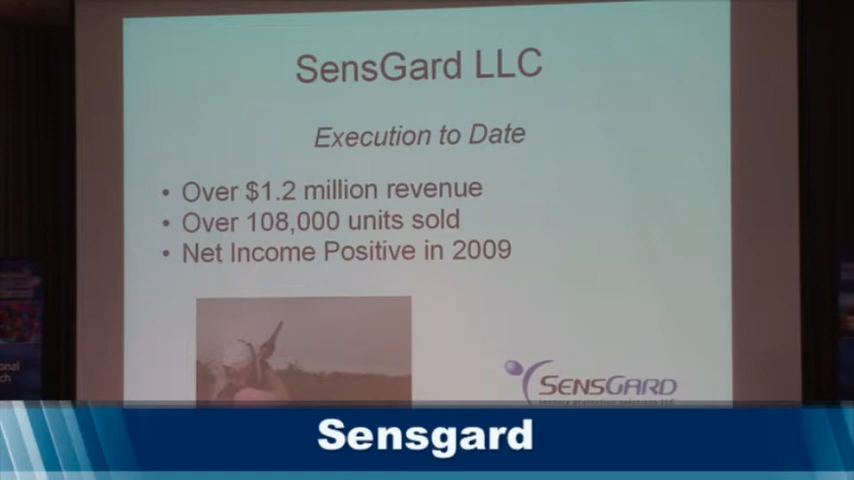 SensGard LLC
Execution to Date
• Over $1.2 million revenue
• Over 108,000 units sold
• Net Income Positive in 2009
SENSGARD
Sensgard